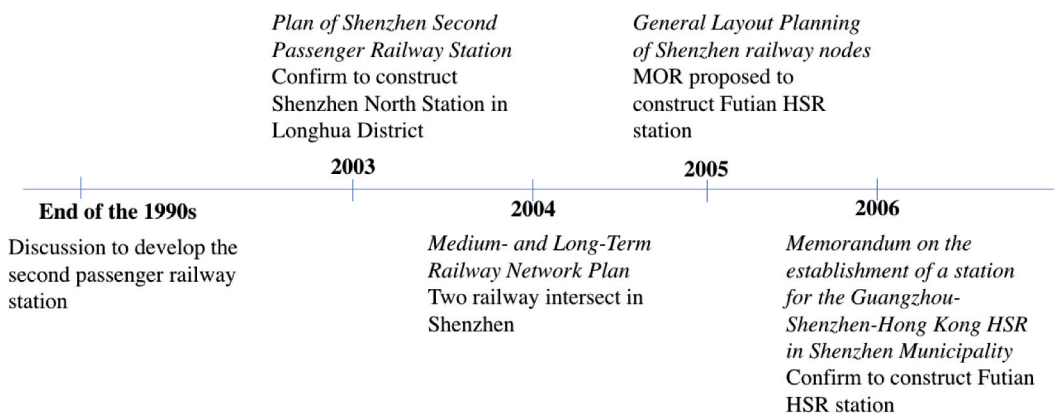 Plan of Shenzhen Second
Passenger Railway Station
Confirm to construct
Shenzhen North Station in
Longhua District
General Layout Planning
of Shenzhen railway nodes
MOR proposed to
construct Futian HSR
station
2003
2005
End of the 1990s
2004
2006
Discussion to develop the
second passenger railway
station
Medium- and Long-Term
Railway Network Plan
Two railway intersect in
Shenzhen
Memorandum on the
establishment of a station
for the Guangzhou-
Shenzhen-Hong Kong HSR
in Shenzhen Municipality
Confirm to construct Futian
HSR station